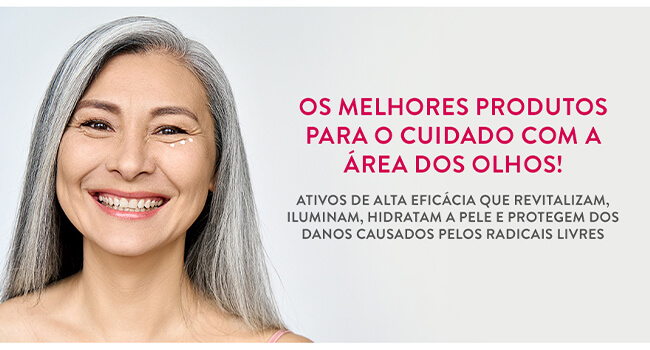 OS MELHORES PRODUTOS
PARA O CUIDADO COM A
ÁREA DOS OLHOS!
ATIVOS DE ALTA EFICÁCIA QUE REVITALIZAM,
ILUMINAM, HIDRATAM A PELE E PROTEGEM DOS
DANOS CAUSADOS PELOS RADICAIS LIVRES